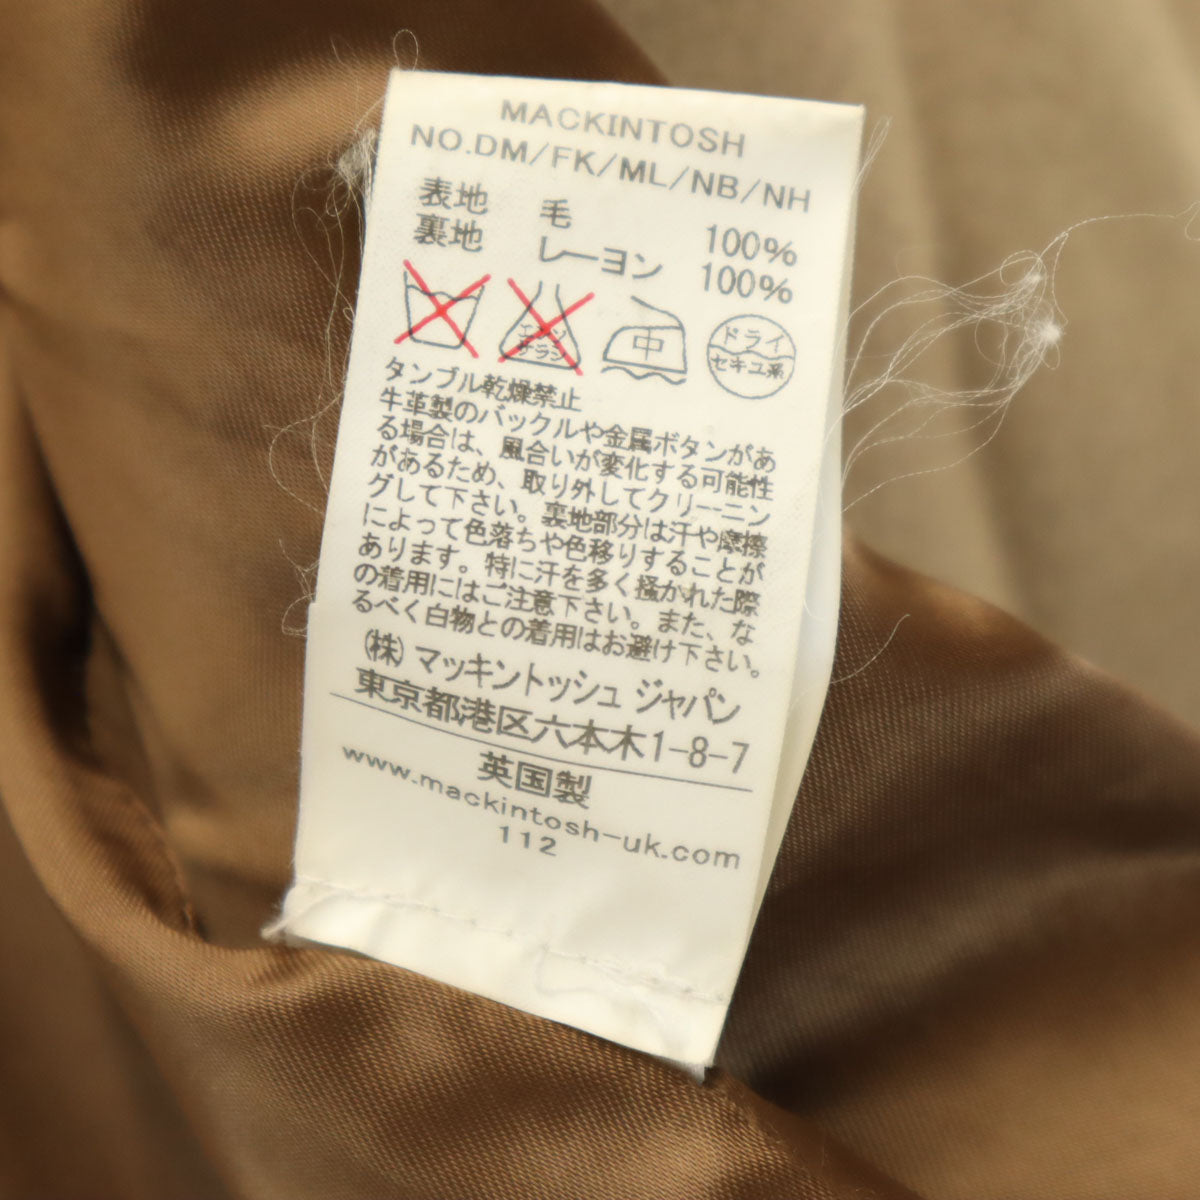 MACKINTOSH
NO.DM/FK/ML/NB/NH
表地 毛 100%
裏地 レーヨン 100%
エンソ サラシ 中 ドライ セキユ系
タンブル乾燥禁止
牛革製のバックルや金属ボタンがあ
る場合は、風合いが変化する可能性
があるため、取り外してクリーニン
グして下さい。裏地部分は汗や摩擦
によって色落ちや色移りすることが
あります。特に汗を多く掻かれた際
の着用にはご注意下さい。また、な
るべく白物との着用はお避け下さい。
(株) マッキントッシュ ジャパン
東京都港区六本木1-8-7
英国製
www.mackintosh-uk.com
112